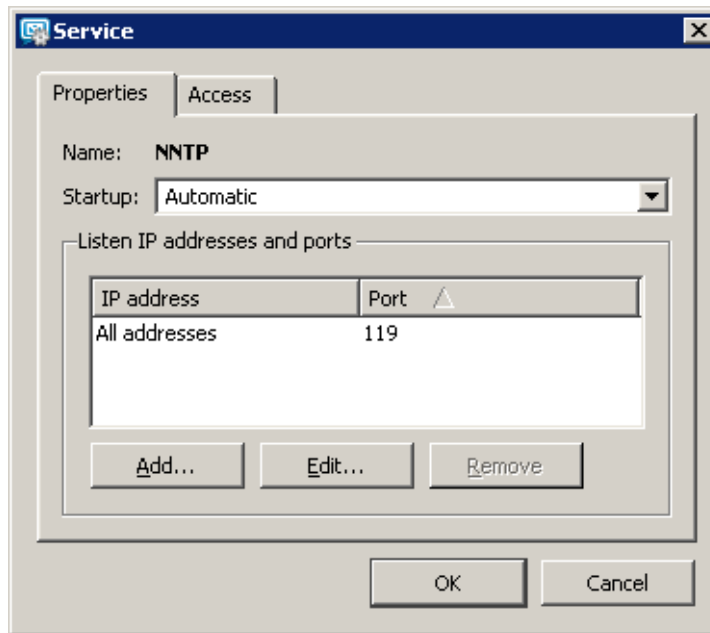 Service
Properties Access
Name: NNTP
Startup: Automatic
Listen IP addresses and ports
IP address Port
All addresses 119
Add... Edit... Remove
OK Cancel